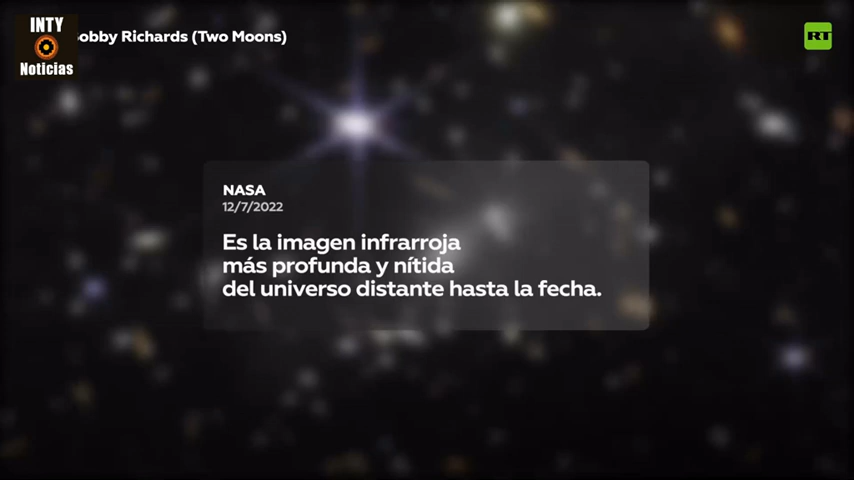 INTY
Noticias
obby Richards (Two Moons)
RT
NASA
12/7/2022
Es la imagen infrarroja
más profunda y nítida
del universo distante hasta la fecha.